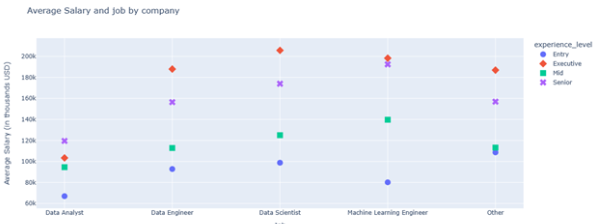 Average Salary and job by company
experience_level
Entry
Executive
Mid
Senior
Average Salary (in thousands USD)
200k
180k
160k
140k
120k
100k
80k
60k
Data Analyst
Data Engineer
Data Scientist
Machine Learning Engineer
Other